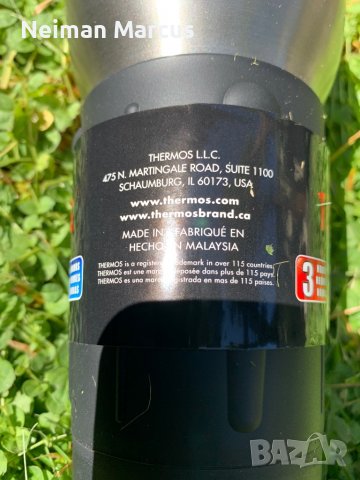 Neiman Marcus
THERMOS L.L.C.
475 N. MARTINGALE ROAD, SUITE 1100
SCHAUMBURG, IL 60173, USA
www.thermos.com
www.thermosbrand.ca
MADE IN / FABRIQUÉ EN
HECHO EN MALAYSIA
THERMOS is a registered trademark in over 115 countries.
THERMOS est une marque déposée dans plus de 115 pays.
THERMOS es una marca registrada en mas de 115 paises.
3
BAZAR